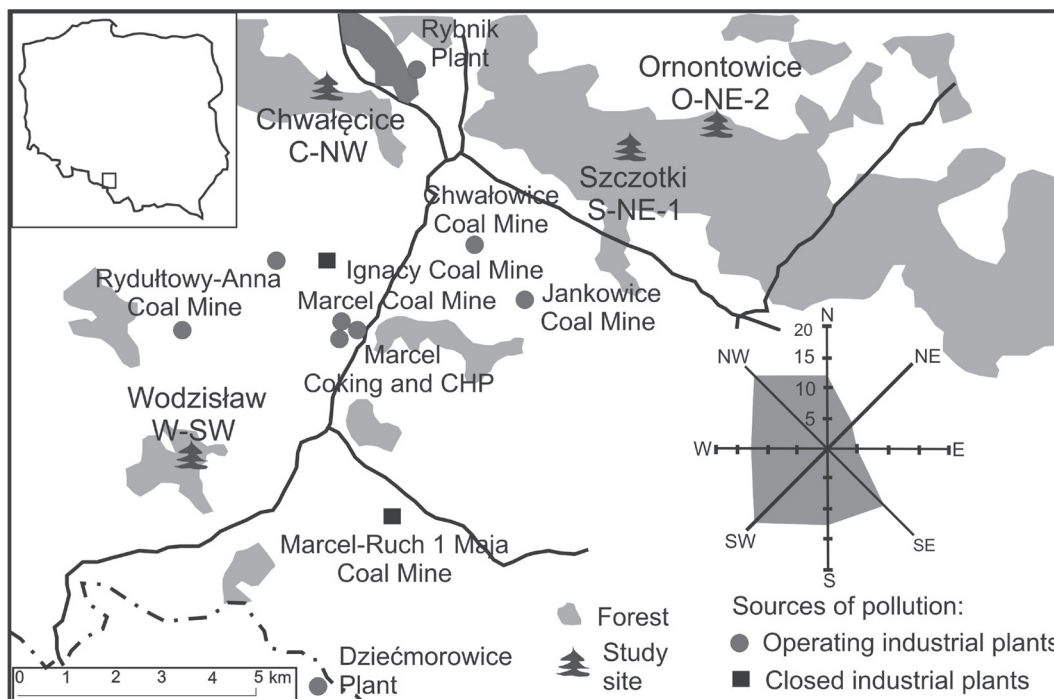 Rybnik
Plant
Ornontowice
O-NE-2
Chwałęcice
C-NW
Szczotki
S-NE-1
Chwałowice
Coal Mine
Rydułtowy-Anna
Coal Mine
Ignacy Coal Mine
Marcel Coal Mine
Jankowice
Coal Mine
Marcel
Coking and CHP
Wodzisław
W-SW
Marcel-Ruch 1 Maja
Coal Mine
Dziećmorowice
Plant
N
NE
E
SE
S
SW
W
NW
20
15
10
5
0 1 2 3 4 5 km
Forest
Study
site
Sources of pollution:
Operating industrial plants
Closed industrial plants